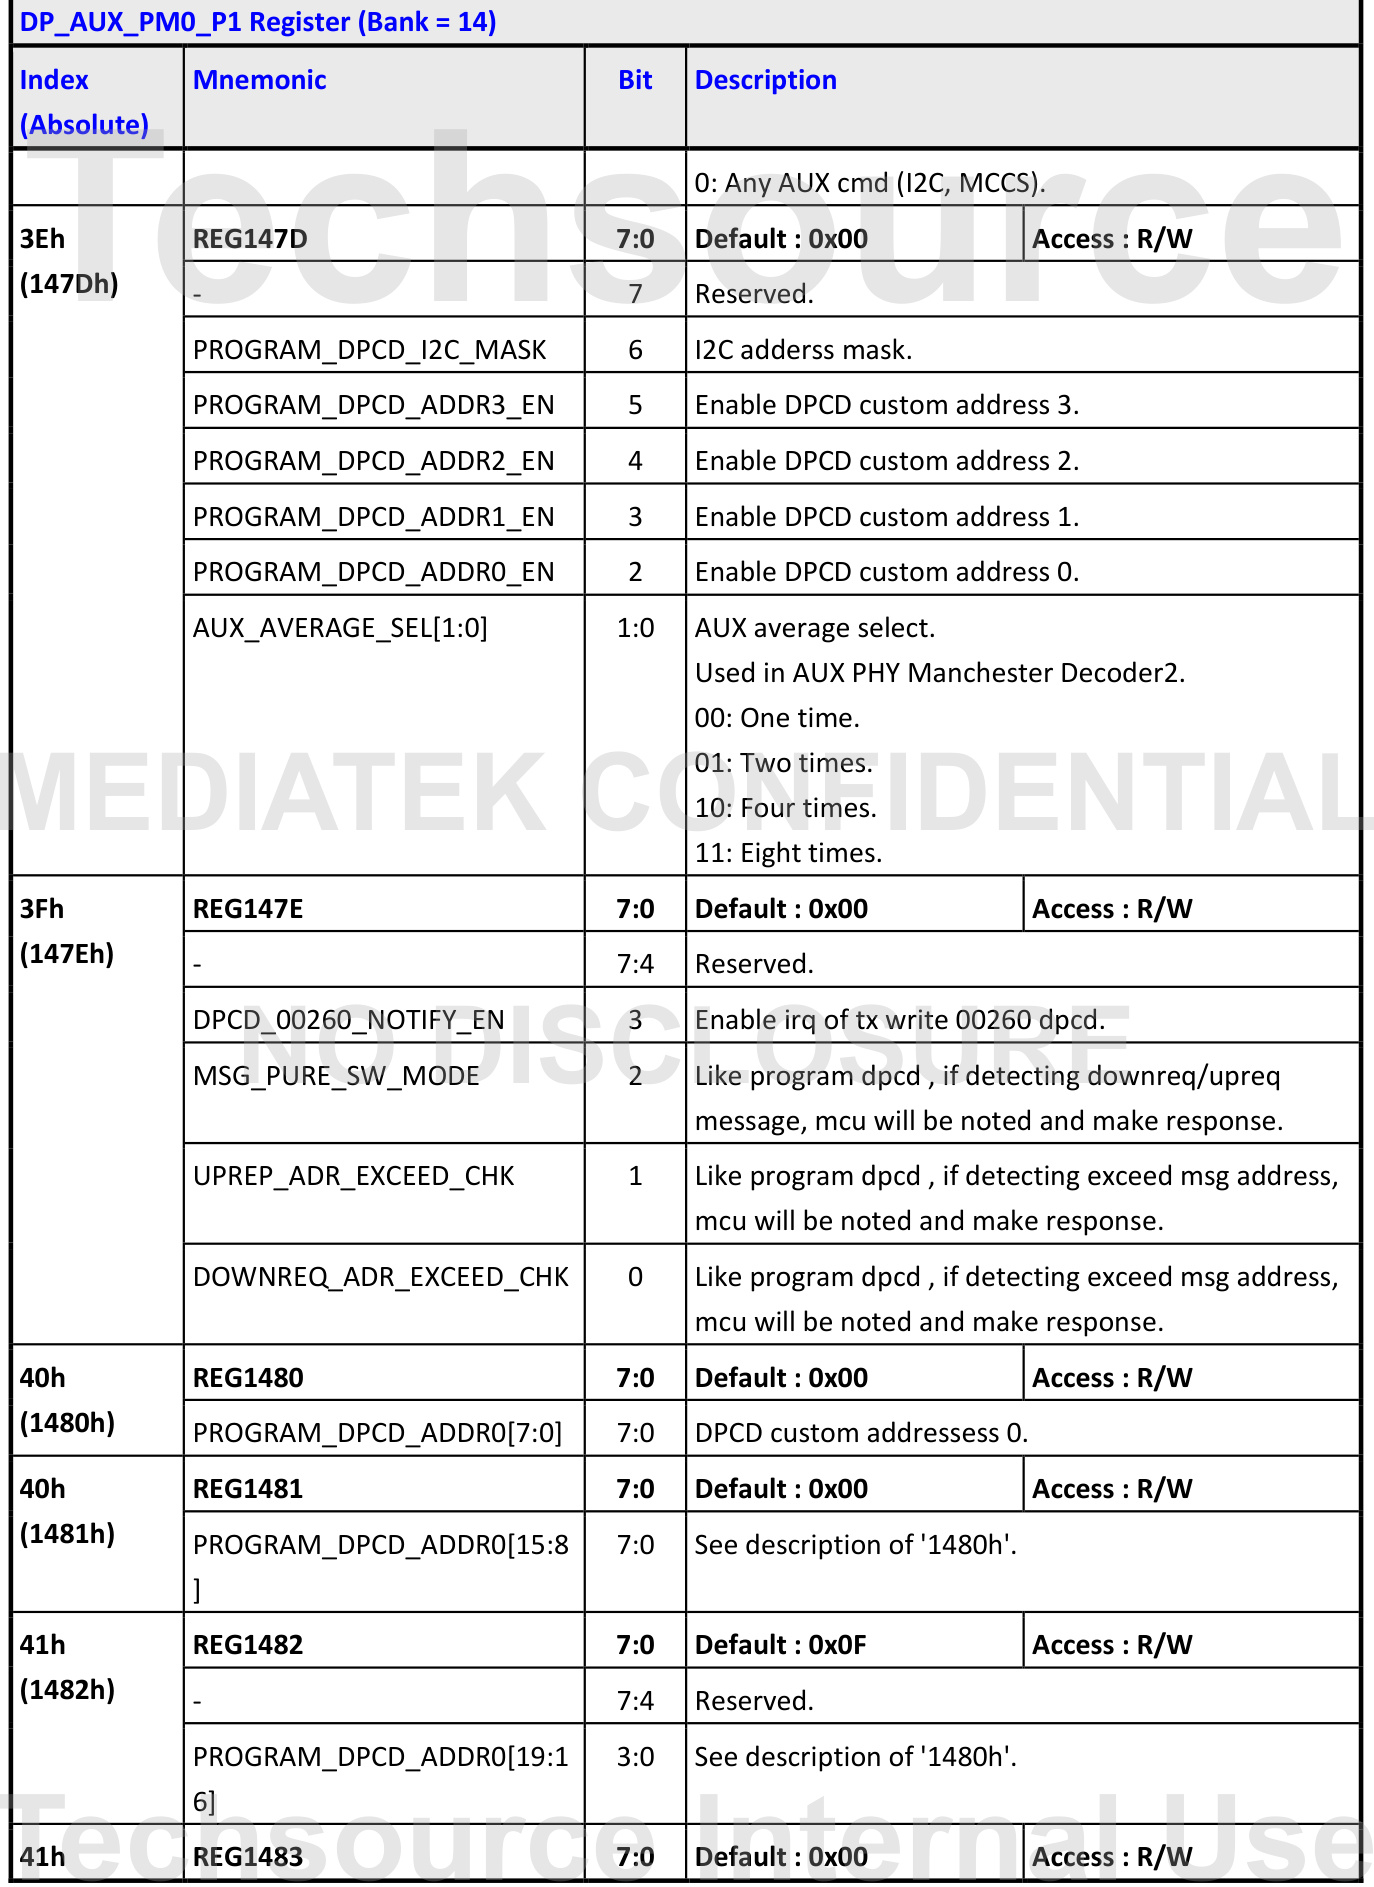 DP_AUX_PM0_P1 Register (Bank = 14)
Index
(Absolute)
Mnemonic
Bit
Description
0: Any AUX cmd (I2C, MCCS).
3Eh
(147Dh)
REG147D
7:0
Default : 0x00
Access : R/W
-
7
Reserved.
PROGRAM_DPCD_I2C_MASK
6
I2C aderss mask.
PROGRAM_DPCD_ADDR3_EN
5
Enable DPCD custom address 3.
PROGRAM_DPCD_ADDR2_EN
4
Enable DPCD custom address 2.
PROGRAM_DPCD_ADDR1_EN
3
Enable DPCD custom address 1.
PROGRAM_DPCD_ADDR0_EN
2
Enable DPCD custom address 0.
AUX_AVERAGE_SEL[1:0]
1:0
AUX average select.
Used in AUX PHY Manchester Decoder2.
00: One time.
01: Two times.
10: Four times.
11: Eight times.
3Fh
(147Eh)
REG147E
7:0
Default : 0x00
Access : R/W
-
7:4
Reserved.
DPCD_00260_NOTIFY_EN
3
Enable irq of tx write 00260 dpcd.
MSG_PURE_SW_MODE
2
Like program dpcd , if detecting downreq/upreq
message, mcu will be noted and make response.
UPREP_ADR_EXCEED_CHK
1
Like program dpcd , if detecting exceed msg address,
mcu will be noted and make response.
DOWNREQ_ADR_EXCEED_CHK
0
Like program dpcd , if detecting exceed msg address,
mcu will be noted and make response.
40h
(1480h)
REG1480
7:0
Default : 0x00
Access : R/W
PROGRAM_DPCD_ADDR0[7:0]
7:0
DPCD custom addressess 0.
40h
(1481h)
REG1481
7:0
Default : 0x00
Access : R/W
PROGRAM_DPCD_ADDR0[15:8
]
7:0
See description of '1480h'.
41h
(1482h)
REG1482
7:0
Default : 0x0F
Access : R/W
-
7:4
Reserved.
PROGRAM_DPCD_ADDR0[19:1
6]
3:0
See description of '1480h'.
41h
REG1483
7:0
Default : 0x00
Access : R/W
Techsource
MEDIATEK CONFIDENTIAL
NO DISCLOSURE
Techsource Internal Use